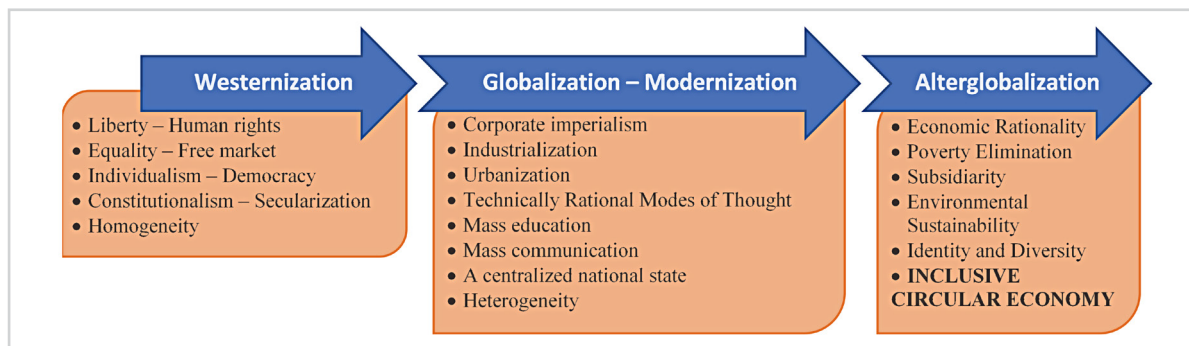 Westernization
• Liberty – Human rights
• Equality – Free market
• Individualism – Democracy
• Constitutionalism – Secularization
• Homogeneity
Globalization – Modernization
• Corporate imperialism
• Industrialization
• Urbanization
• Technically Rational Modes of Thought
• Mass education
• Mass communication
• A centralized national state
• Heterogeneity
Alterglobalization
• Economic Rationality
• Poverty Elimination
• Subsidiarity
• Environmental
Sustainability
• Identity and Diversity
• INCLUSIVE
CIRCULAR ECONOMY